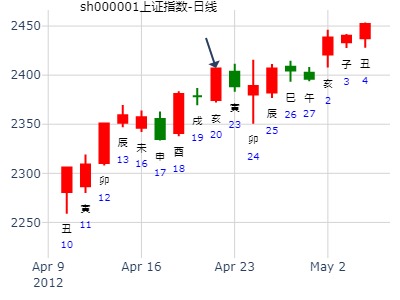 sh000001上证指数-日线
2450
2400
2350
2300
2250
丑
10
寅
11
卯
12
辰
13
未
16
申
17
酉
18
戌
19
亥
20
寅
23
卯
24
辰
25
巳
26
午
27
亥
2
子
3
丑
4
Apr 9
2012
Apr 16
Apr 23
May 2